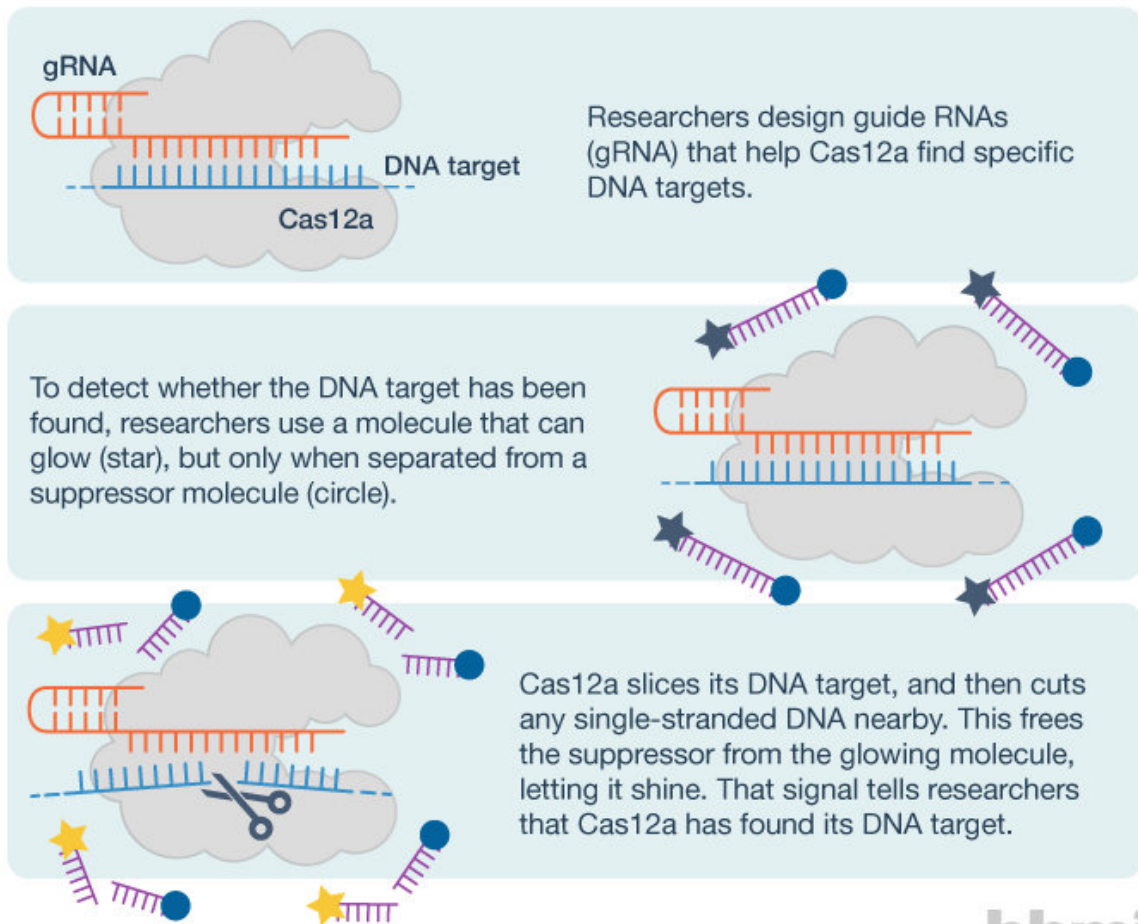 gRNA
DNA target
Cas12a
Researchers design guide RNAs
(gRNA) that help Cas12a find specific
DNA targets.
To detect whether the DNA target has been
found, researchers use a molecule that can
glow (star), but only when separated from a
suppressor molecule (circle).
Cas12a slices its DNA target, and then cuts
any single-stranded DNA nearby. This frees
the suppressor from the glowing molecule,
letting it shine. That signal tells researchers
that Cas12a has found its DNA target.